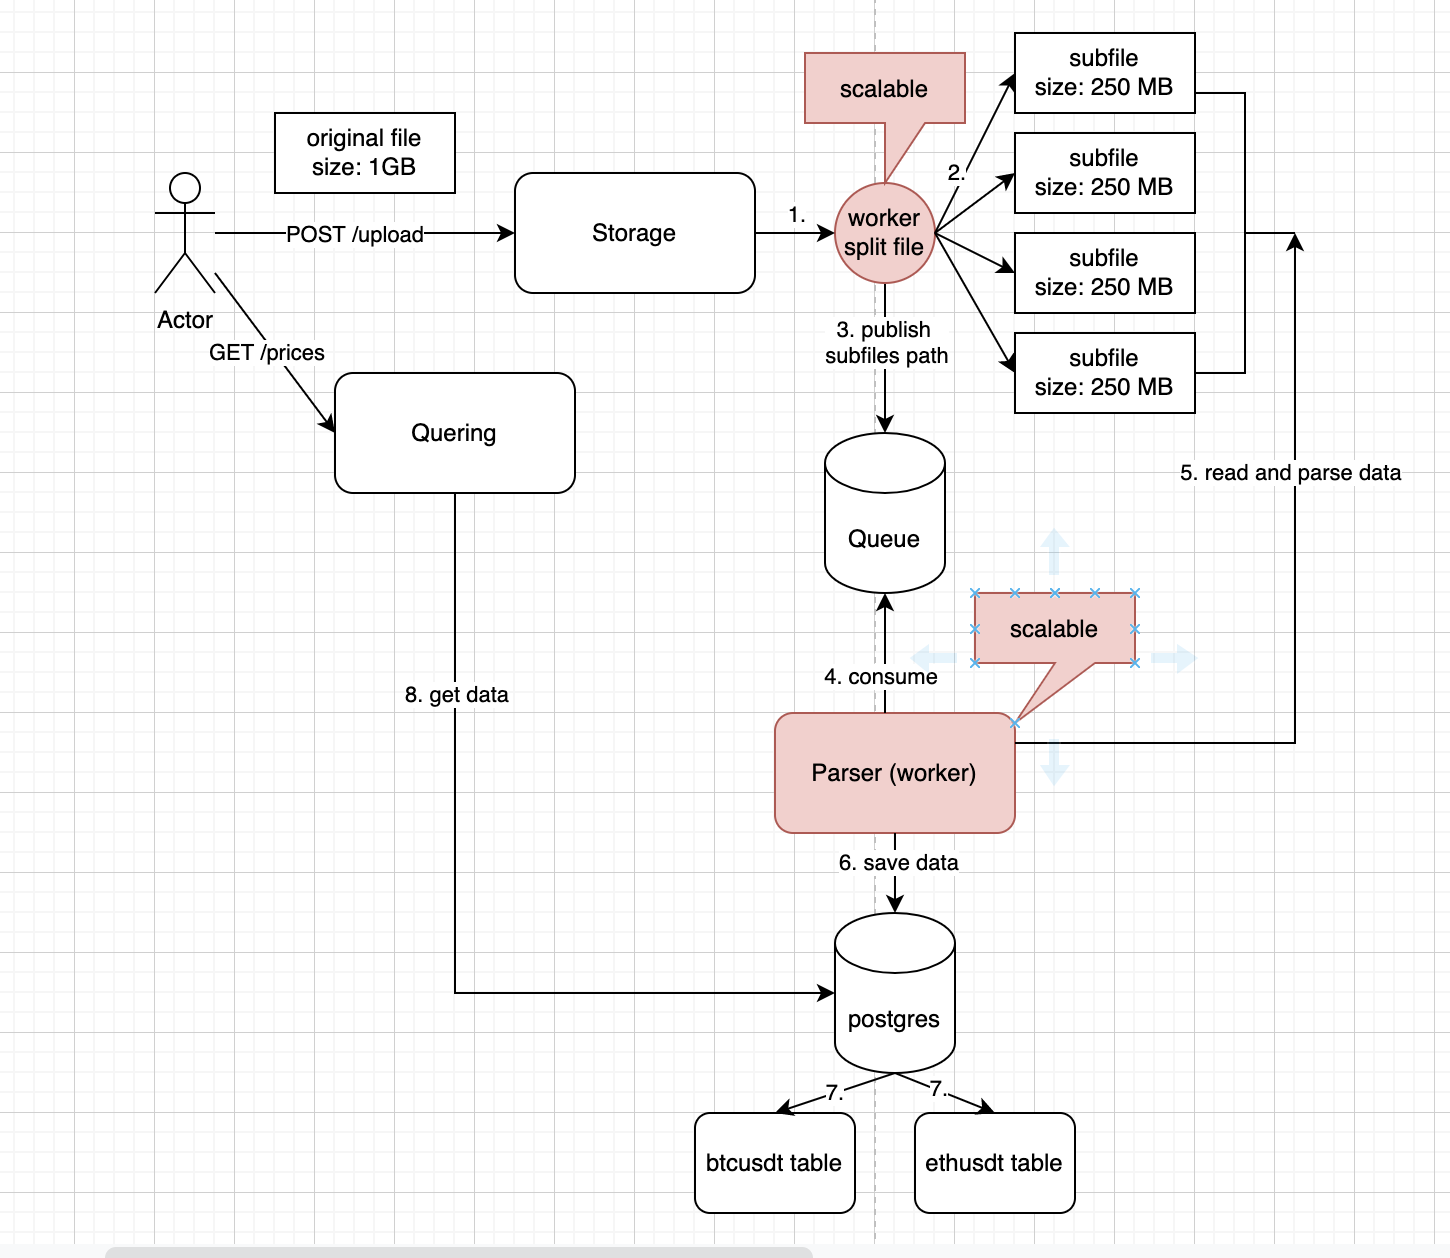 scalable
subfile
size: 250 MB
original file
size: 1GB
subfile
size: 250 MB
2.
1.
worker
split file
POST /upload
Storage
subfile
size: 250 MB
Actor
3. publish
subfiles path
GET /prices
subfile
size: 250 MB
Quering
5. read and parse data
Queue
scalable
4. consume
8. get data
Parser (worker)
6. save data
postgres
7.
7.
btcusdt table
ethusdt table